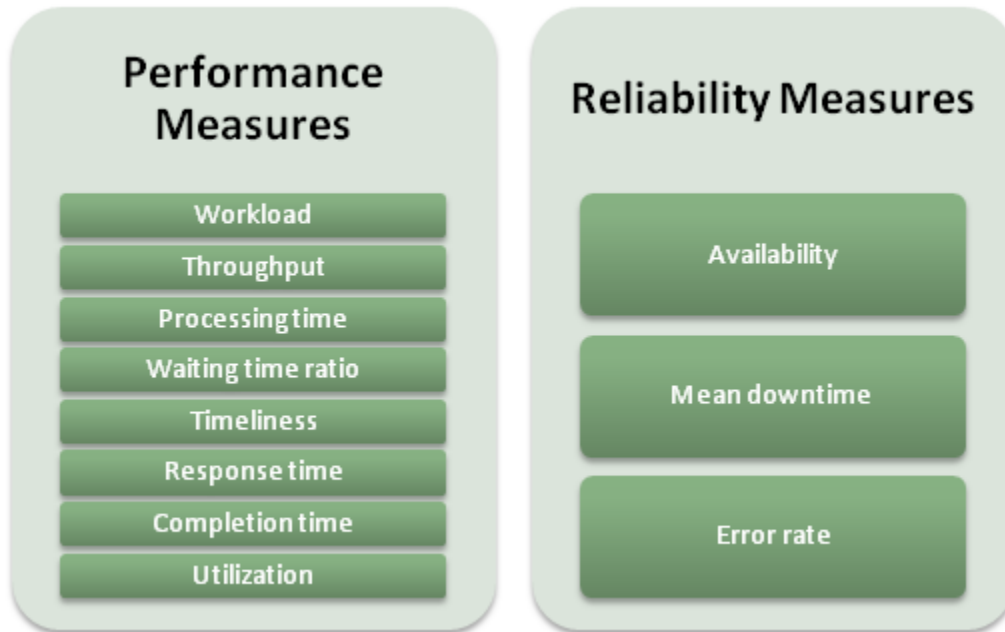 Performance
Measures
Workload
Throughput
Processing time
Waiting time ratio
Timeliness
Response time
Completion time
Utilization
Reliability Measures
Availability
Mean downtime
Error rate